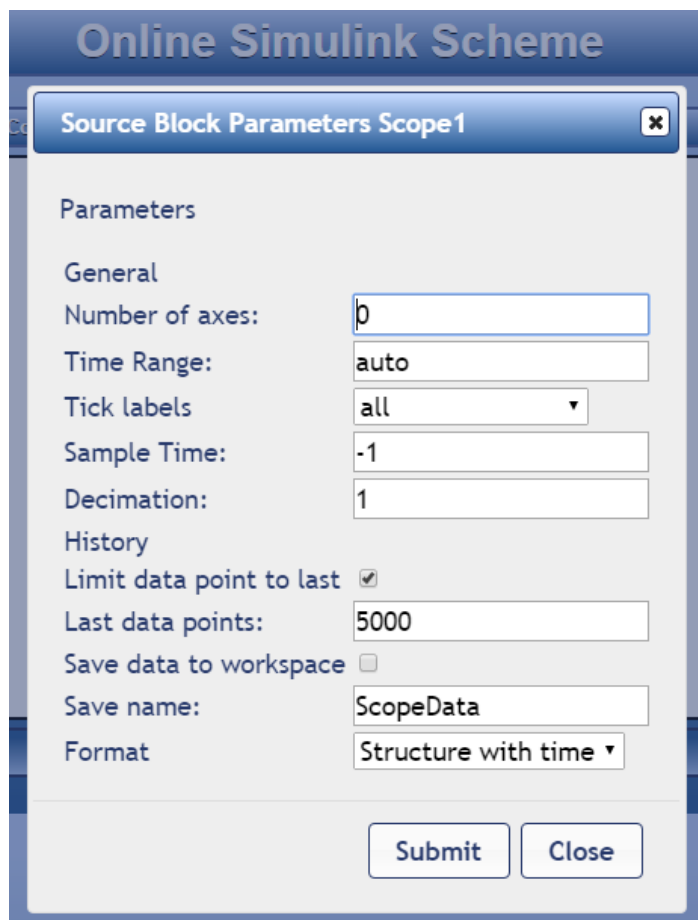 Online Simulink Scheme
Co
Source Block Parameters Scope1
Parameters
General
Number of axes: 0
Time Range: auto
Tick labels all
Sample Time: -1
Decimation: 1
History
Limit data point to last
Last data points: 5000
Save data to workspace
Save name: ScopeData
Format Structure with time
Submit Close